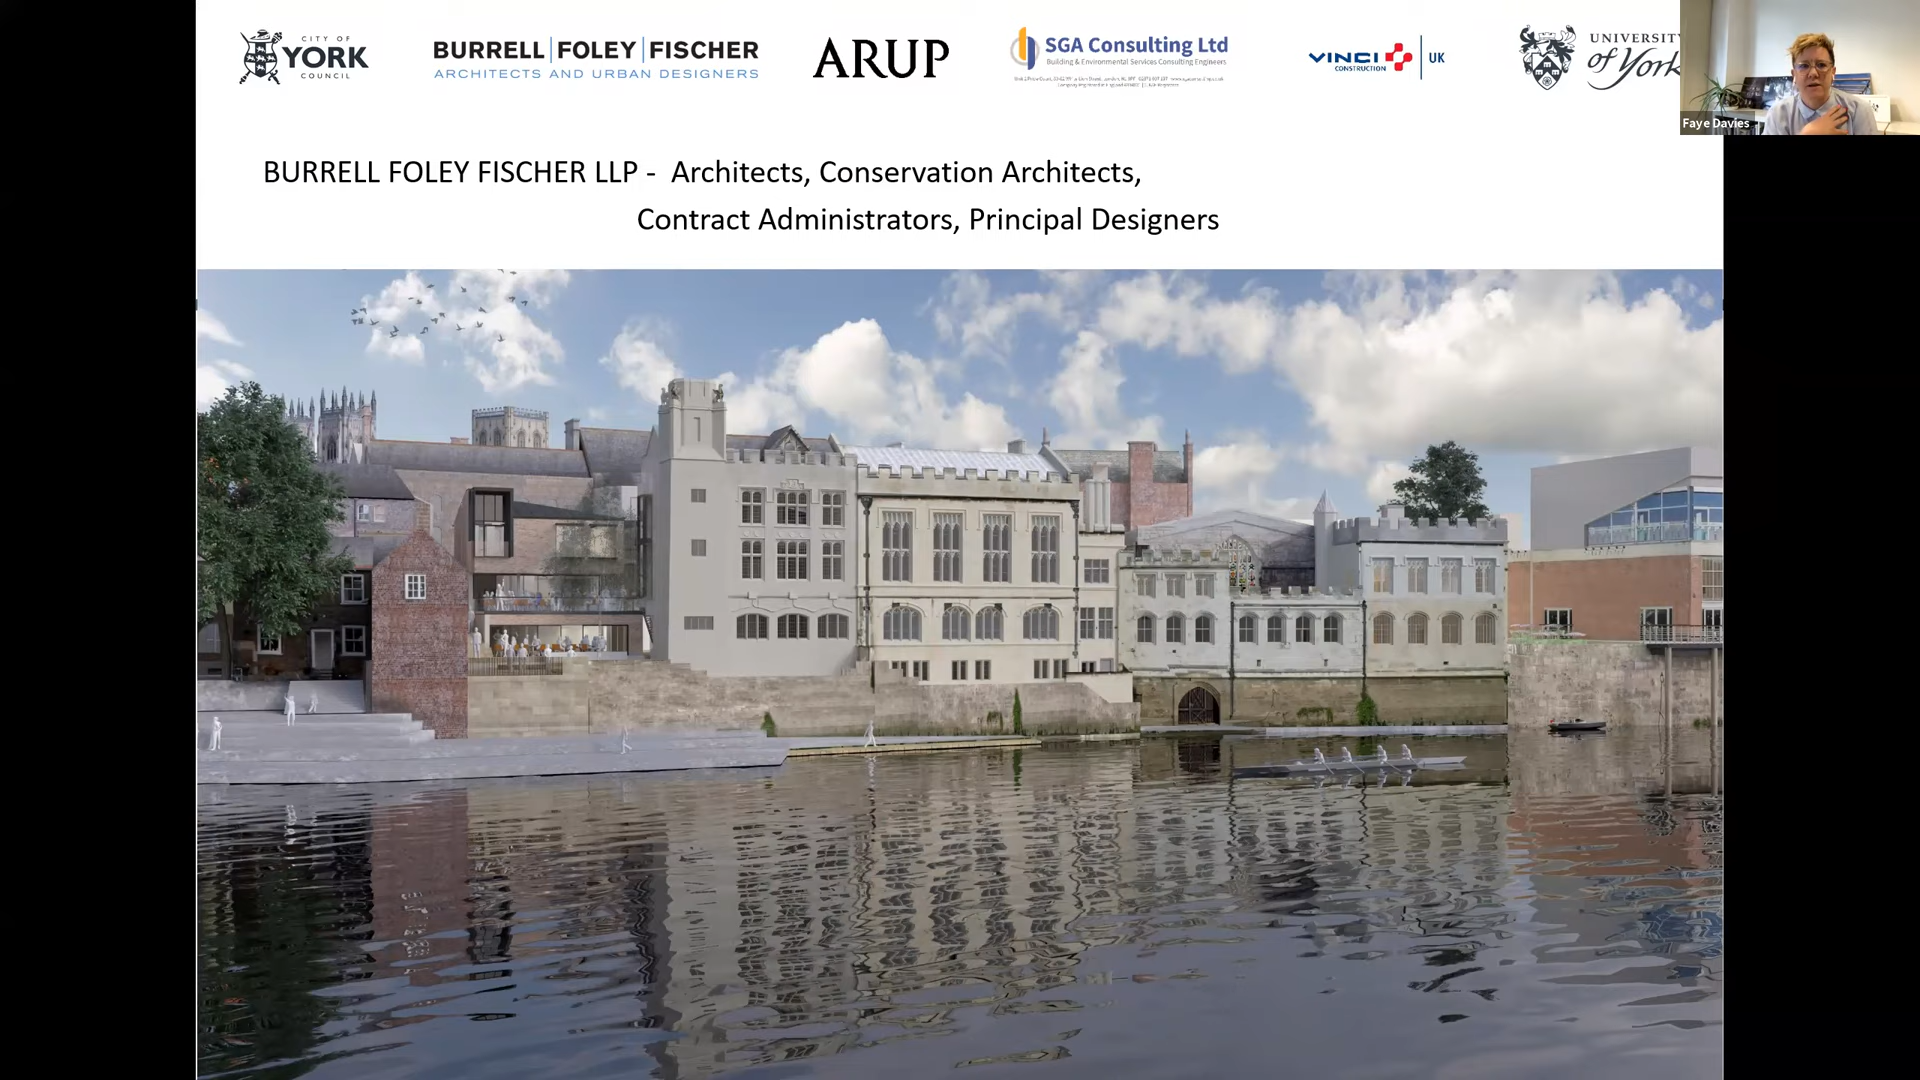 CITY OF
YORK
COUNCIL
BURRELL FOLEY FISCHER
ARCHITECTS AND URBAN DESIGNERS
ARUP
SGA Consulting Ltd
Building & Environmental Services Consulting Engineers
VINCI
CONSTRUCTION
UK
UNIVERSITY
of York
Faye Davies
BURRELL FOLEY FISCHER LLP - Architects, Conservation Architects,
Contract Administrators, Principal Designers